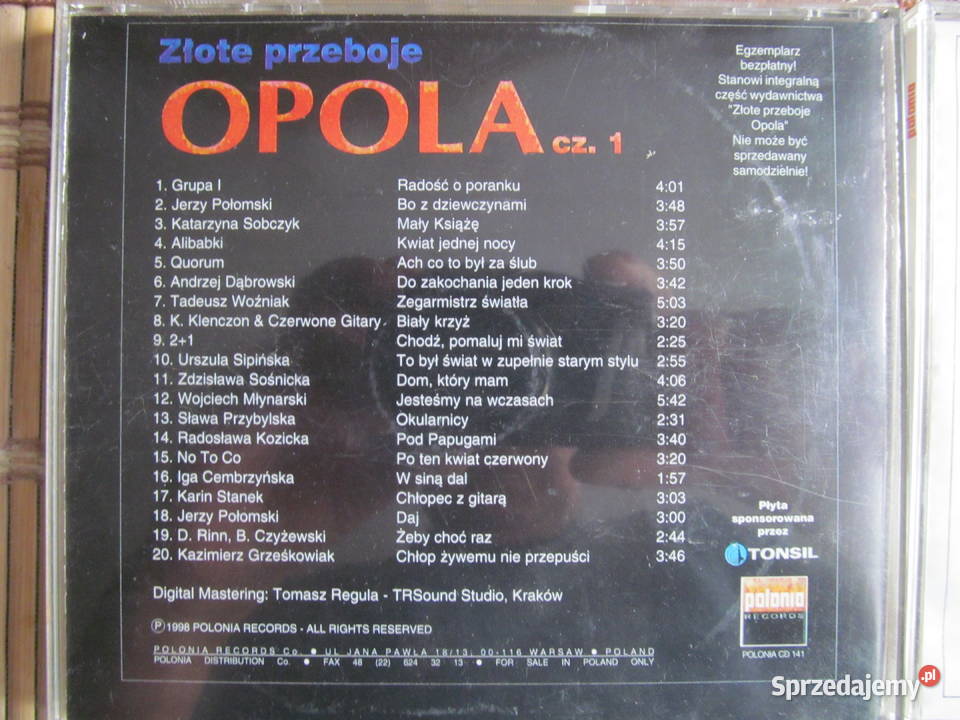 Złote przeboje
OPOLA cz. 1
Egzemplarz
bezpłatny!
Stanowi integralną
część wydawnictwa
"Złote przeboje
Opola"
Nie może być
sprzedawany
samodzielnie!
1. Grupa I Radość o poranku 4:01
2. Jerzy Połomski Bo z dziewczynami 3:48
3. Katarzyna Sobczyk Mały Książę 3:57
4. Alibabki Kwiat jednej nocy 4:15
5. Quorum Ach co to był za ślub 3:50
6. Andrzej Dąbrowski Do zakochania jeden krok 3:42
7. Tadeusz Woźniak Zegarmistrz światła 5:03
8. K. Klenczon & Czerwone Gitary Biały krzyż 3:20
9. 2+1 Chodź, pomaluj mi świat 2:25
10. Urszula Sipińska To był świat w zupełnie starym stylu 2:55
11. Zdzisława Sośnicka Dom, który mam 4:06
12. Wojciech Młynarski Jesteśmy na wczasach 5:42
13. Sława Przybylska Okularnicy 2:31
14. Radosława Kozicka Pod Papugami 3:40
15. No To Co Po ten kwiat czerwony 3:20
16. Iga Cembrzyńska W siną dal 1:57
17. Karin Stanek Chłopec z gitarą 3:03
18. Jerzy Połomski Daj 3:00
19. D. Rinn, B. Czyżewski Żeby choć raz 2:44
20. Kazimierz Grześkowiak Chłop żywemu nie przepuści 3:46
Płyta
sponsorowana
przez
TONSIL
Digital Mastering: Tomasz Regula - TRSound Studio, Kraków
Ⓟ 1998 POLONIA RECORDS - ALL RIGHTS RESERVED
POLONIA RECORDS Co. ● UL JANA PAWŁA 18/13, 00-116 WARSAW ● POLAND
POLONIA DISTRIBUTION Co. ● FAX 48 (22) 624 32 13 ● FOR SALE IN POLAND ONLY
polonia
RECORDS
POLONIA CD 141
polonia
Sprzedajemy.pl